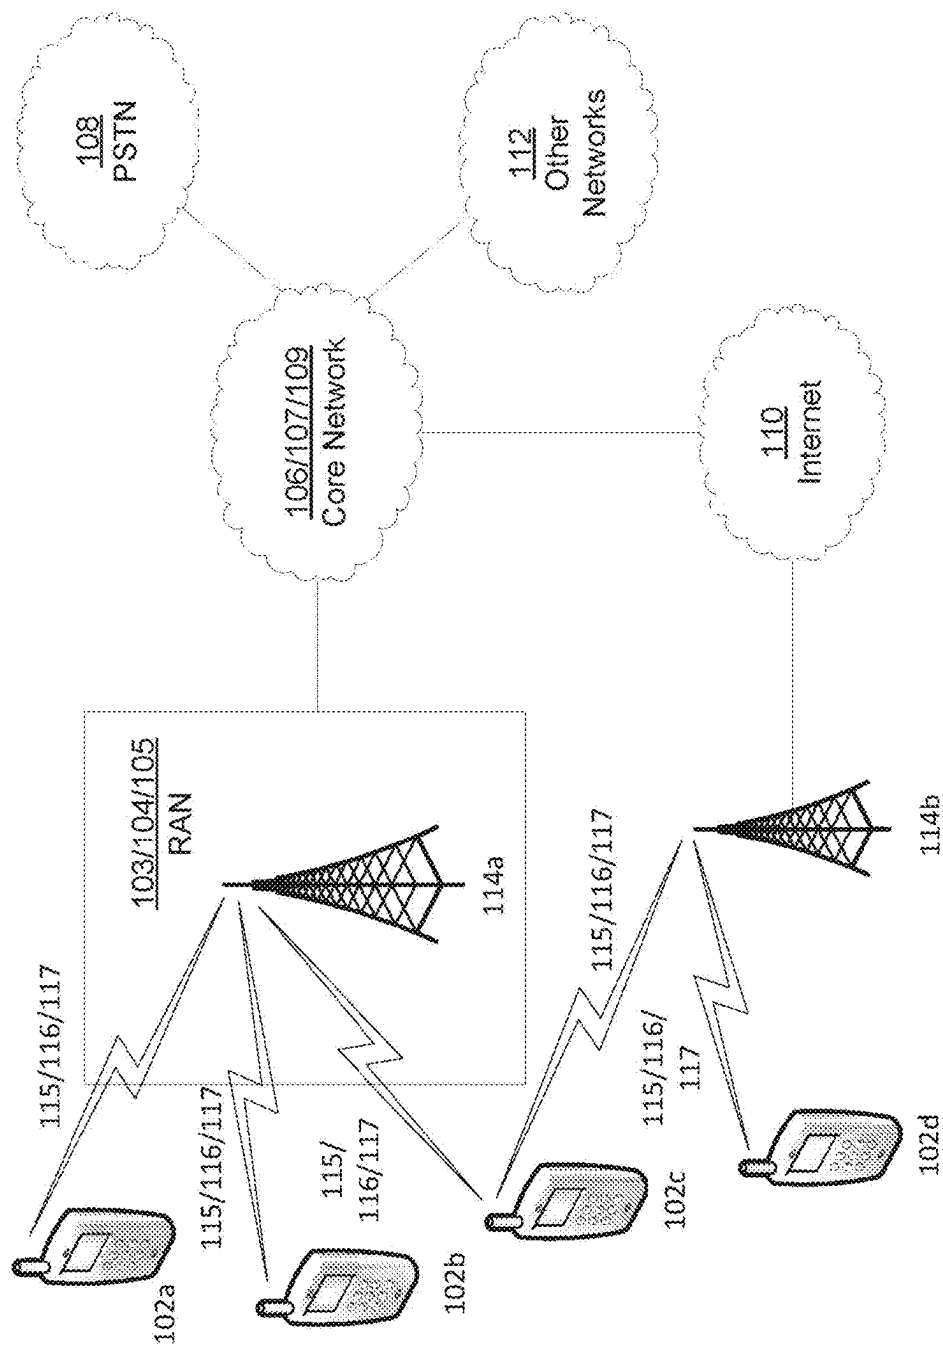 108
PSTN
112
Other
Networks
106/107/109
Core Network
110
Internet
103/104/105
RAN
114a
114b
115/116/117
115/116/117
115/
116/117
115/116/117
115/116/
117
102a
102b
102c
102d